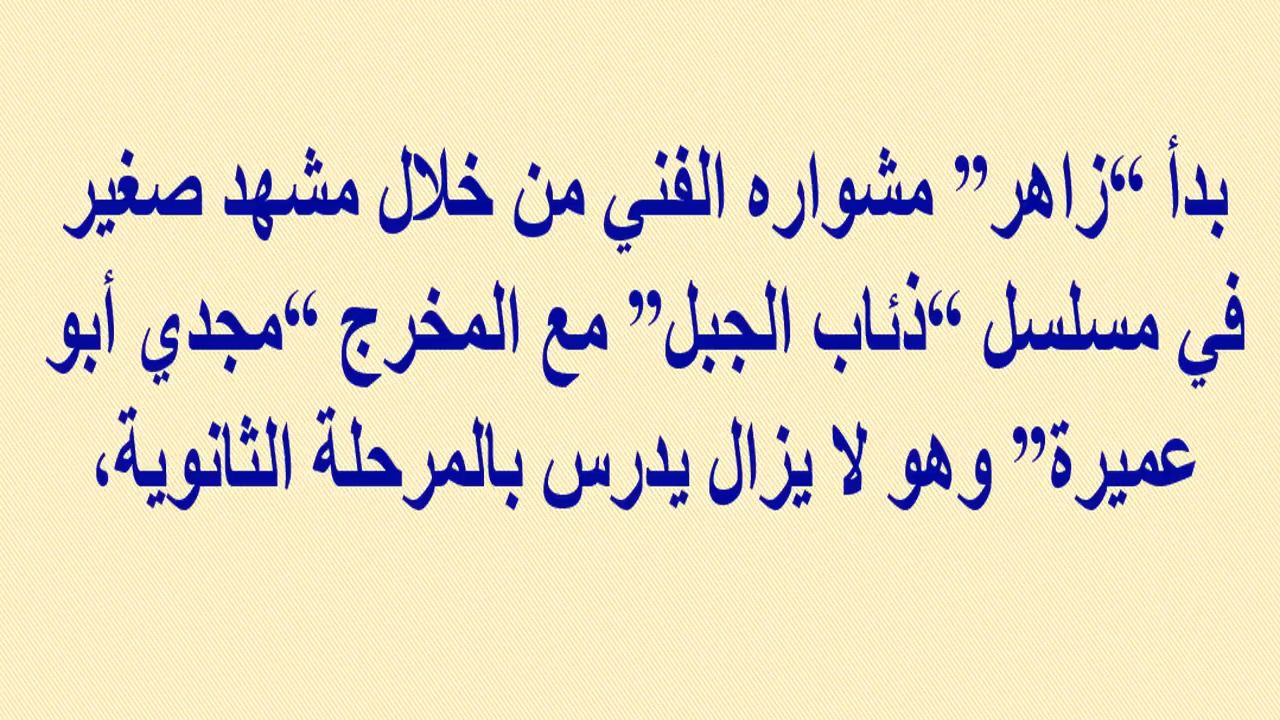 بدأ “زاهر” مشواره الفني من خلال مشهد صغير
في مسلسل “ذئاب الجبل” مع المخرج “مجدي أبو
عميرة” وهو لا يزال يدرس بالمرحلة الثانوية،